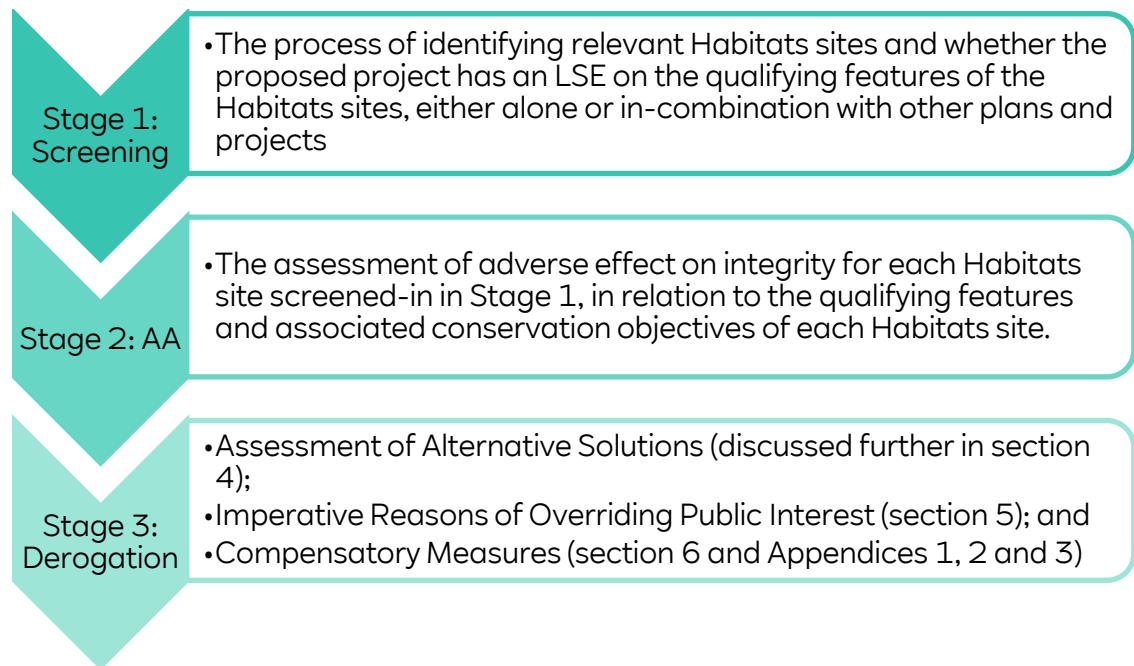 Stage 1:
Screening
•The process of identifying relevant Habitats sites and whether the
proposed project has an LSE on the qualifying features of the
Habitats sites, either alone or in-combination with other plans and
projects
Stage 2: AA
•The assessment of adverse effect on integrity for each Habitats
site screened-in in Stage 1, in relation to the qualifying features
and associated conservation objectives of each Habitats site.
Stage 3:
Derogation
•Assessment of Alternative Solutions (discussed further in section
4);
•Imperative Reasons of Overriding Public Interest (section 5); and
•Compensatory Measures (section 6 and Appendices 1, 2 and 3)